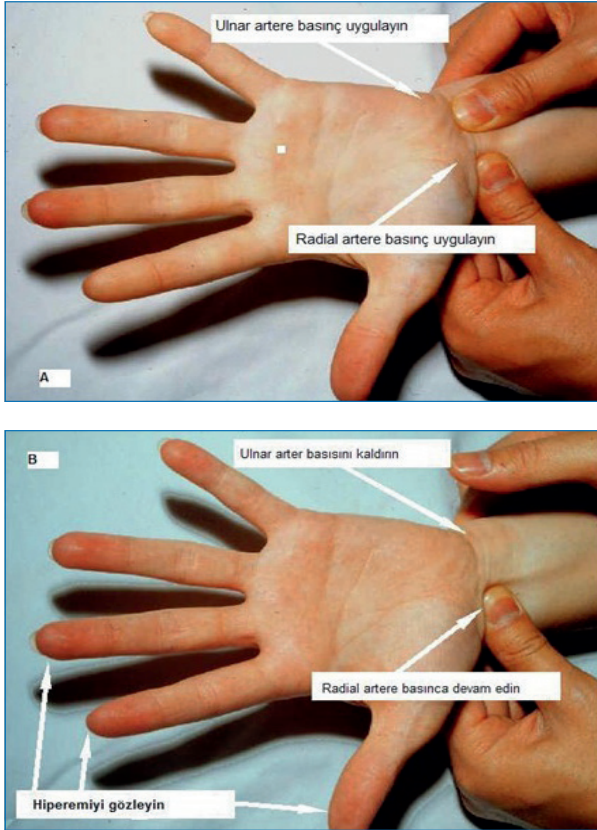 Ulnar artere basınç uygulayın
Radial artere basınç uygulayın
A
B
Ulnar arter basısını kaldırın
Radial artere basınca devam edin
Hiperemiyi gözleyin